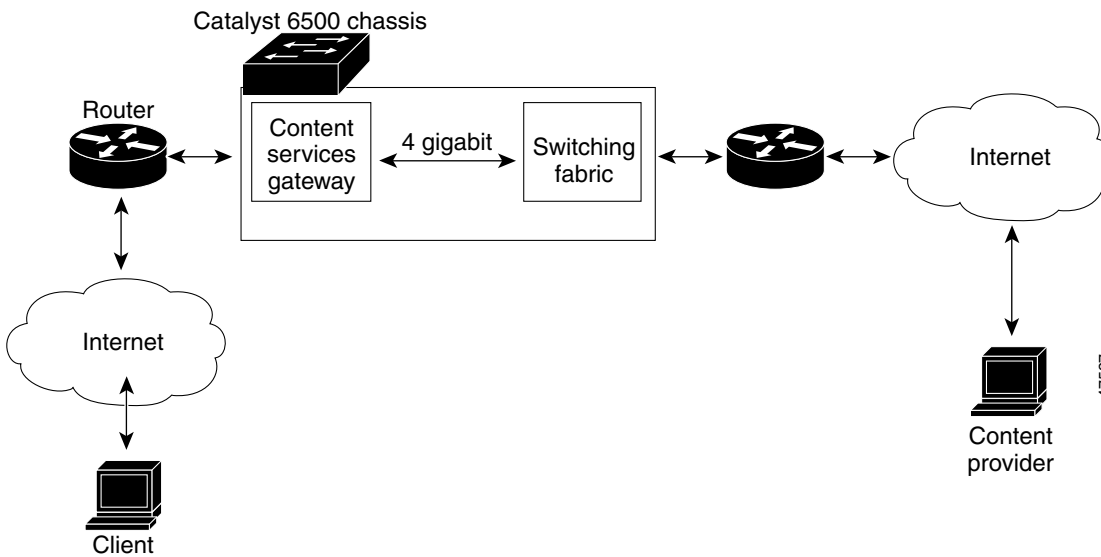 Catalyst 6500 chassis
Router
Content
services
gateway
4 gigabit
Switching
fabric
Internet
Internet
Client
Content
provider